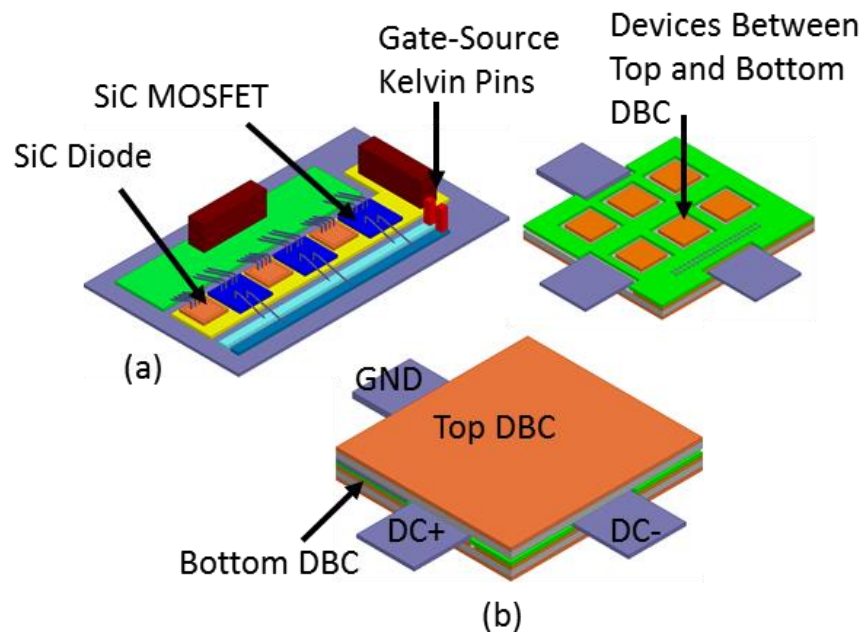 Gate-Source
Kelvin Pins
Devices Between
Top and Bottom
DBC
SiC MOSFET
SiC Diode
(a)
GND
Top DBC
DC+
DC-
Bottom DBC
(b)